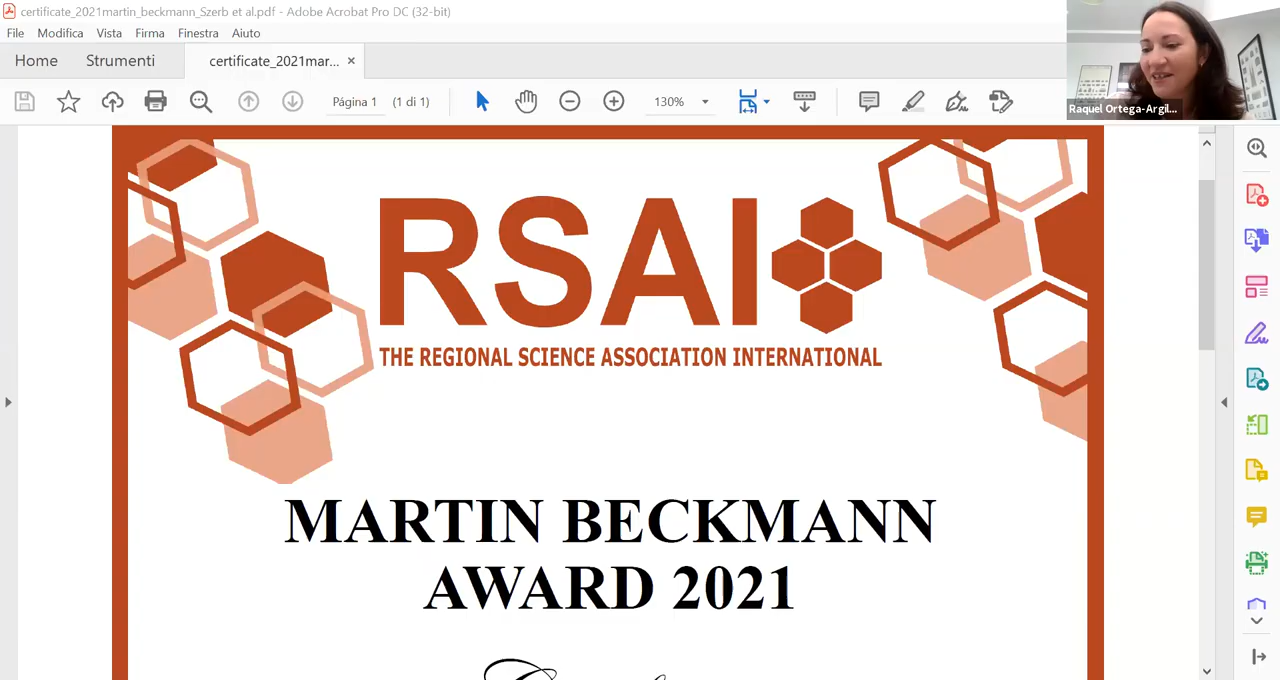 certificate_2021martin_beckmann_Szerb et al.pdf - Adobe Acrobat Pro DC (32-bit)
File Modifica Vista Firma Finestra Aiuto
Home Strumenti certificate_2021mar... ×
Página 1 (1 di 1) 130%
Raquel Ortega-Argil...
RSAI
THE REGIONAL SCIENCE ASSOCIATION INTERNATIONAL
MARTIN BECKMANN
AWARD 2021